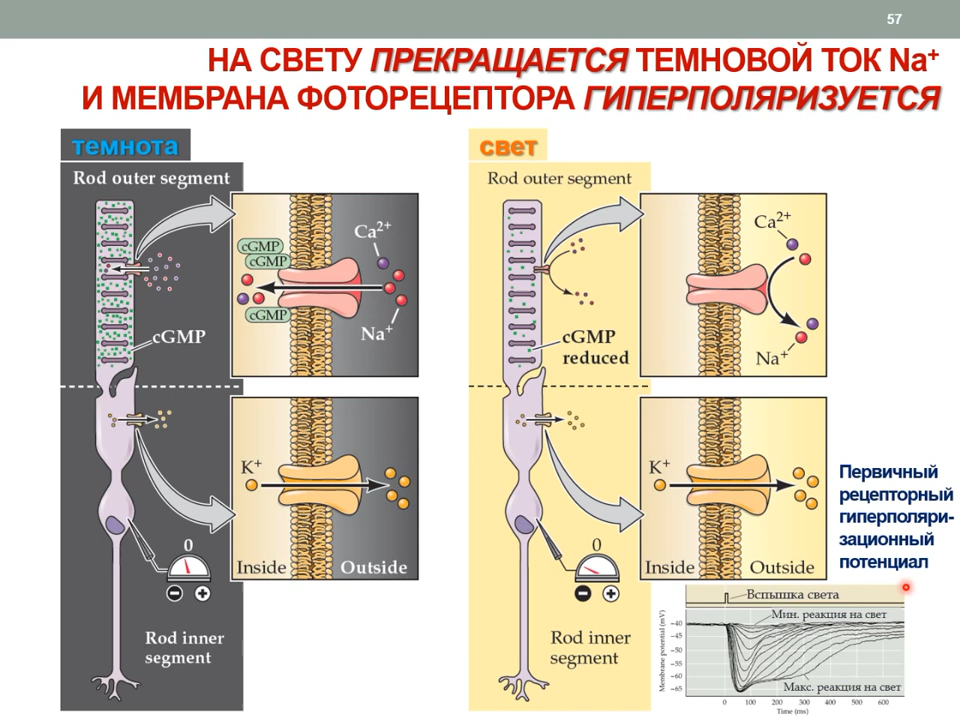 57
НА СВЕТУ ПРЕКРАЩАЕТСЯ ТЕМНОВОЙ ТОК Na⁺
И МЕМБРАНА ФОТОРЕЦЕПТОРА ГИПЕРПОЛЯРИЗУЕТСЯ
темнота
Rod outer segment
cGMP
cGMP
cGMP
Ca²⁺
Na⁺
cGMP
K⁺
Inside
Outside
0
− +
Rod inner
segment
свет
Rod outer segment
Ca²⁺
Na⁺
cGMP
reduced
K⁺
Inside
Outside
0
− +
Rod inner
segment
Первичный
рецепторный
гиперполяри-
зационный
потенциал
Вспышка света
Мин. реакция на свет
Макс. реакция на свет
Membrane potential (mV)
−40
−45
−50
−55
−60
−65
0 100 200 300 400 500 600
Time (ms)